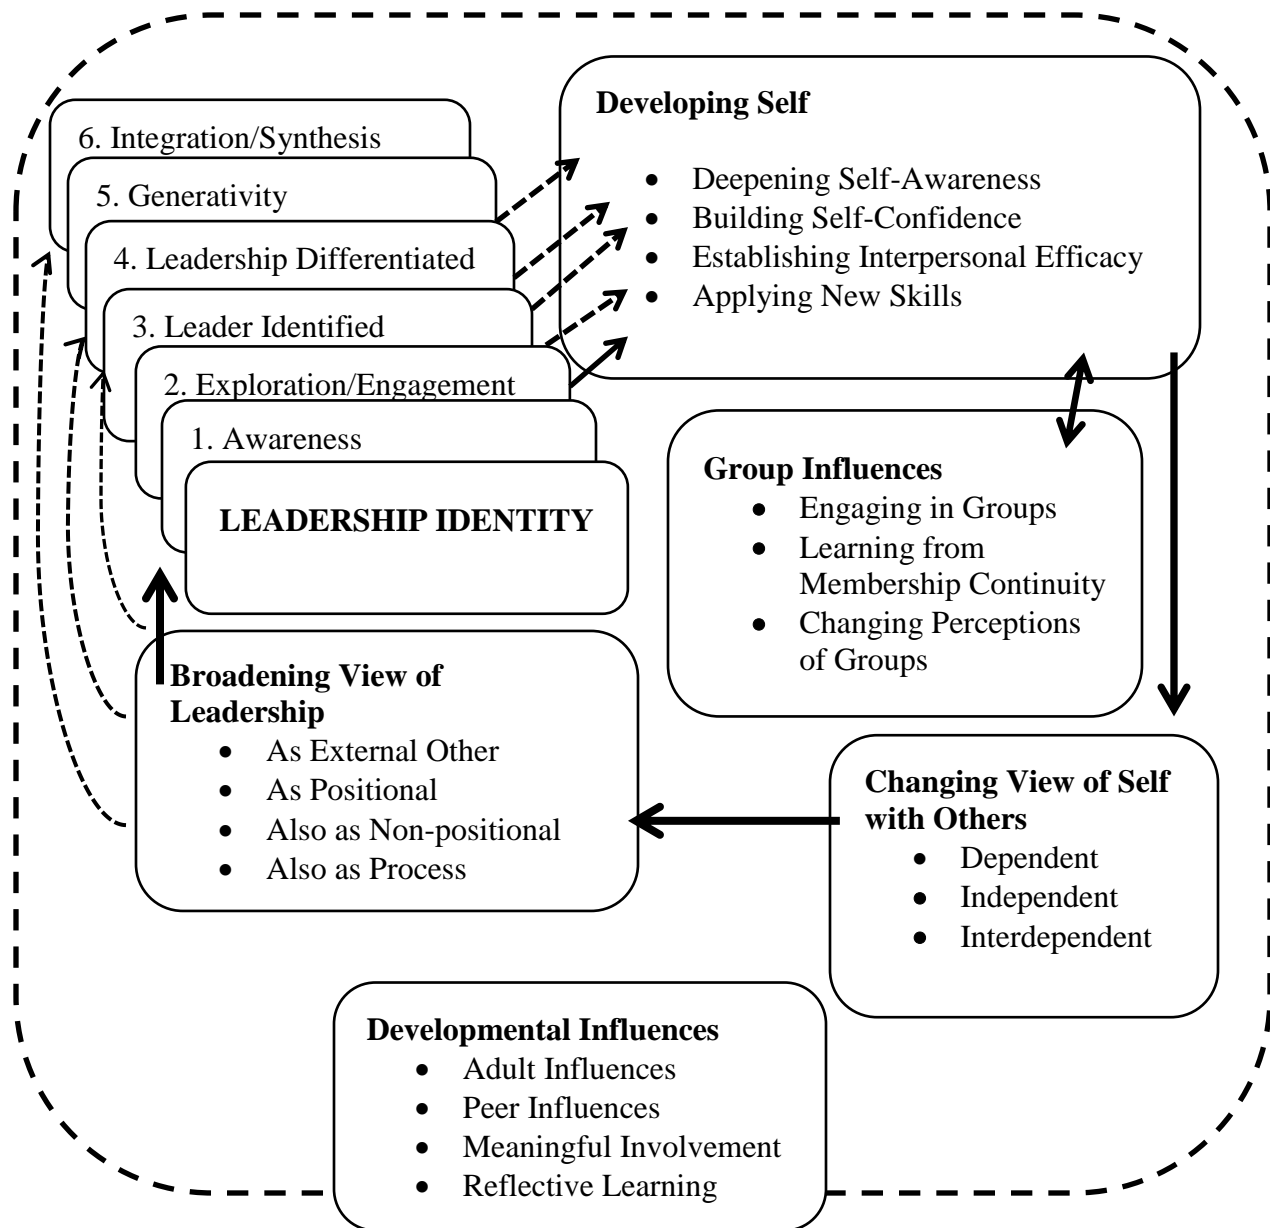 6. Integration/Synthesis
5. Generativity
4. Leadership Differentiated
3. Leader Identified
2. Exploration/Engagement
1. Awareness
LEADERSHIP IDENTITY
Developing Self
• Deepening Self-Awareness
• Building Self-Confidence
• Establishing Interpersonal Efficacy
• Applying New Skills
Group Influences
• Engaging in Groups
• Learning from
Membership Continuity
• Changing Perceptions
of Groups
Broadening View of
Leadership
• As External Other
• As Positional
• Also as Non-positional
• Also as Process
Changing View of Self
with Others
• Dependent
• Independent
• Interdependent
Developmental Influences
• Adult Influences
• Peer Influences
• Meaningful Involvement
• Reflective Learning